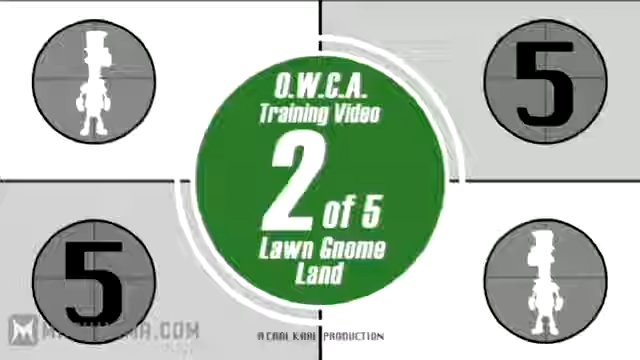 5
O.W.C.A.
Training Video
2 of 5
Lawn Gnome
Land
5
A CARL KARL PRODUCTION